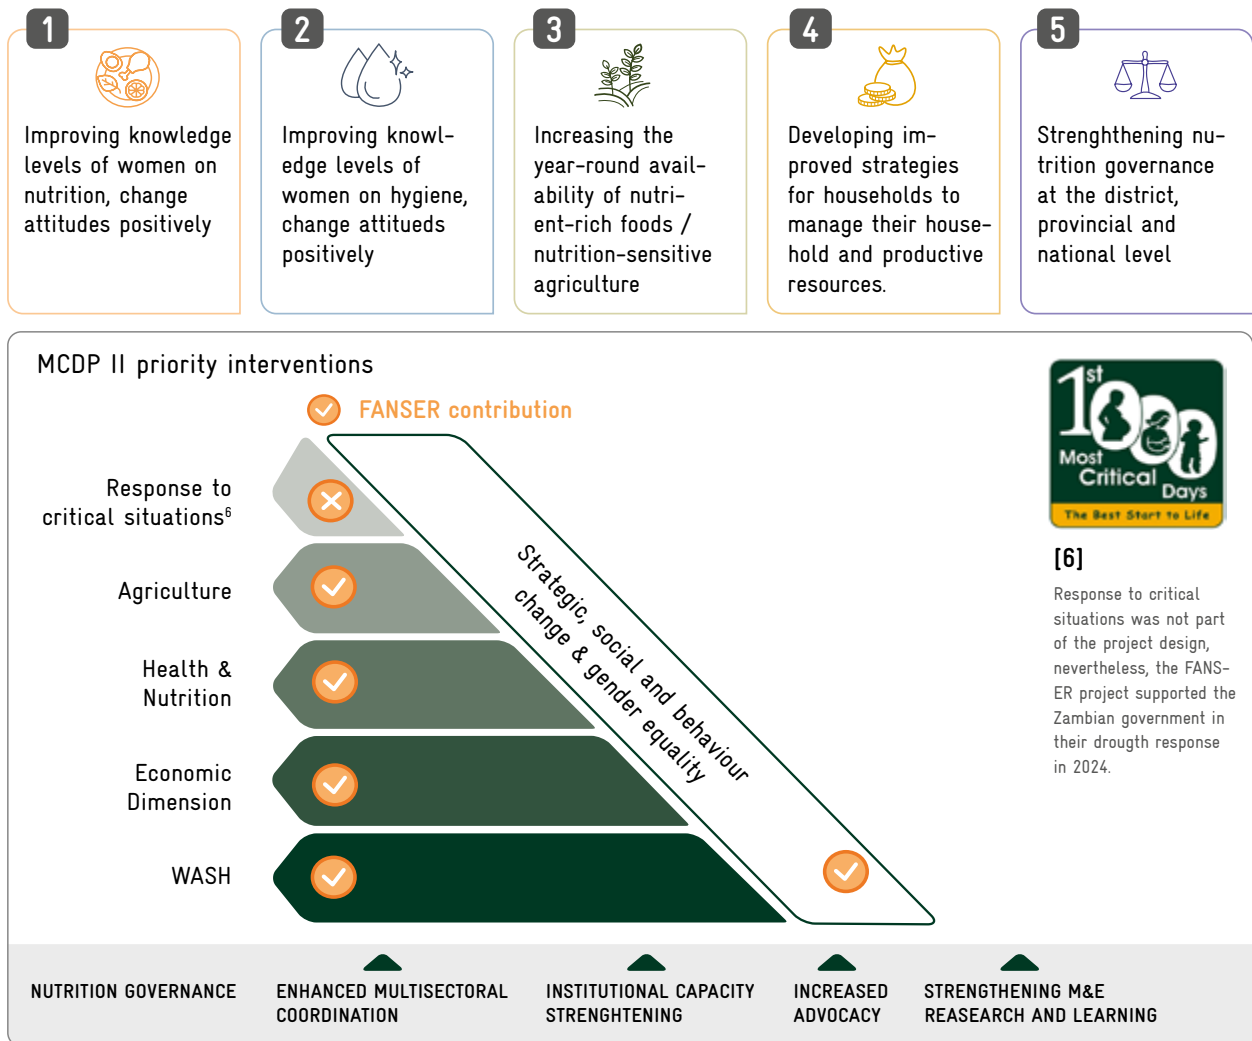 1
Improving knowledge
levels of women on
nutrition, change
attitudes positively
2
Improving knowl-
edge levels of
women on hygiene,
change attitueds
positively
3
Increasing the
year-round avail-
ability of nutri-
ent-rich foods /
nutrition-sensitive
agriculture
4
Developing im-
proved strategies
for households to
manage their house-
hold and productive
resources.
5
Strenghthening nu-
trition governance
at the district,
provincial and
national level
MCDP II priority interventions
FANSER contribution
Response to
critical situations⁶
Agriculture
Health &
Nutrition
Economic
Dimension
WASH
Strategic, social and behaviour
change & gender equality
1st
1000
Most
Critical
Days
The Best Start to Life
[6]
Response to critical
situations was not part
of the project design,
nevertheless, the FANS-
ER project supported the
Zambian government in
their drougth response
in 2024.
NUTRITION GOVERNANCE
ENHANCED MULTISECTORAL
COORDINATION
INSTITUTIONAL CAPACITY
STRENGHTENING
INCREASED
ADVOCACY
STRENGTHENING M&E
REASEARCH AND LEARNING